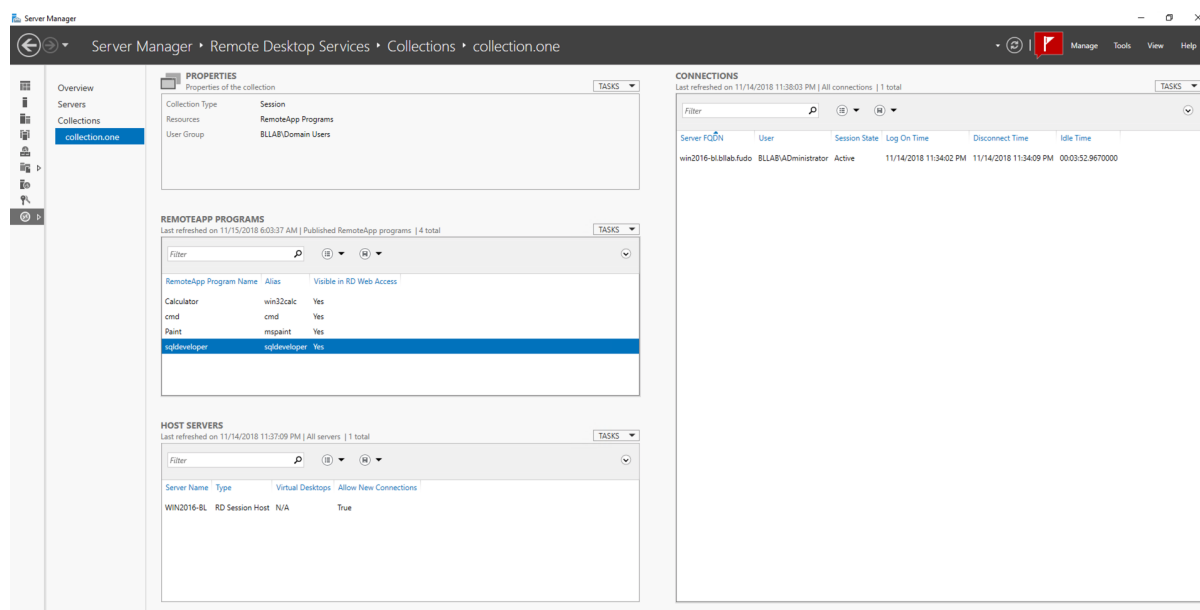 Server Manager
Server Manager ‣ Remote Desktop Services ‣ Collections ‣ collection.one
Manage Tools View Help
Overview
Servers
Collections
collection.one
PROPERTIES
Properties of the collection
TASKS
Collection Type Session
Resources RemoteApp Programs
User Group BLLAB\Domain Users
REMOTEAPP PROGRAMS
Last refreshed on 11/15/2018 6:03:37 AM | Published RemoteApp programs | 4 total
TASKS
Filter
RemoteApp Program Name Alias Visible in RD Web Access
Calculator win32calc Yes
cmd cmd Yes
Paint mspaint Yes
sqldeveloper sqldeveloper Yes
HOST SERVERS
Last refreshed on 11/14/2018 11:37:09 PM | All servers | 1 total
TASKS
Filter
Server Name Type Virtual Desktops Allow New Connections
WIN2016-BL RD Session Host N/A True
CONNECTIONS
Last refreshed on 11/14/2018 11:38:03 PM | All connections | 1 total
TASKS
Filter
Server FQDN User Session State Log On Time Disconnect Time Idle Time
win2016-bl.bllab.fudo BLLAB\ADministrator Active 11/14/2018 11:34:02 PM 11/14/2018 11:34:09 PM 00:03:52.9670000